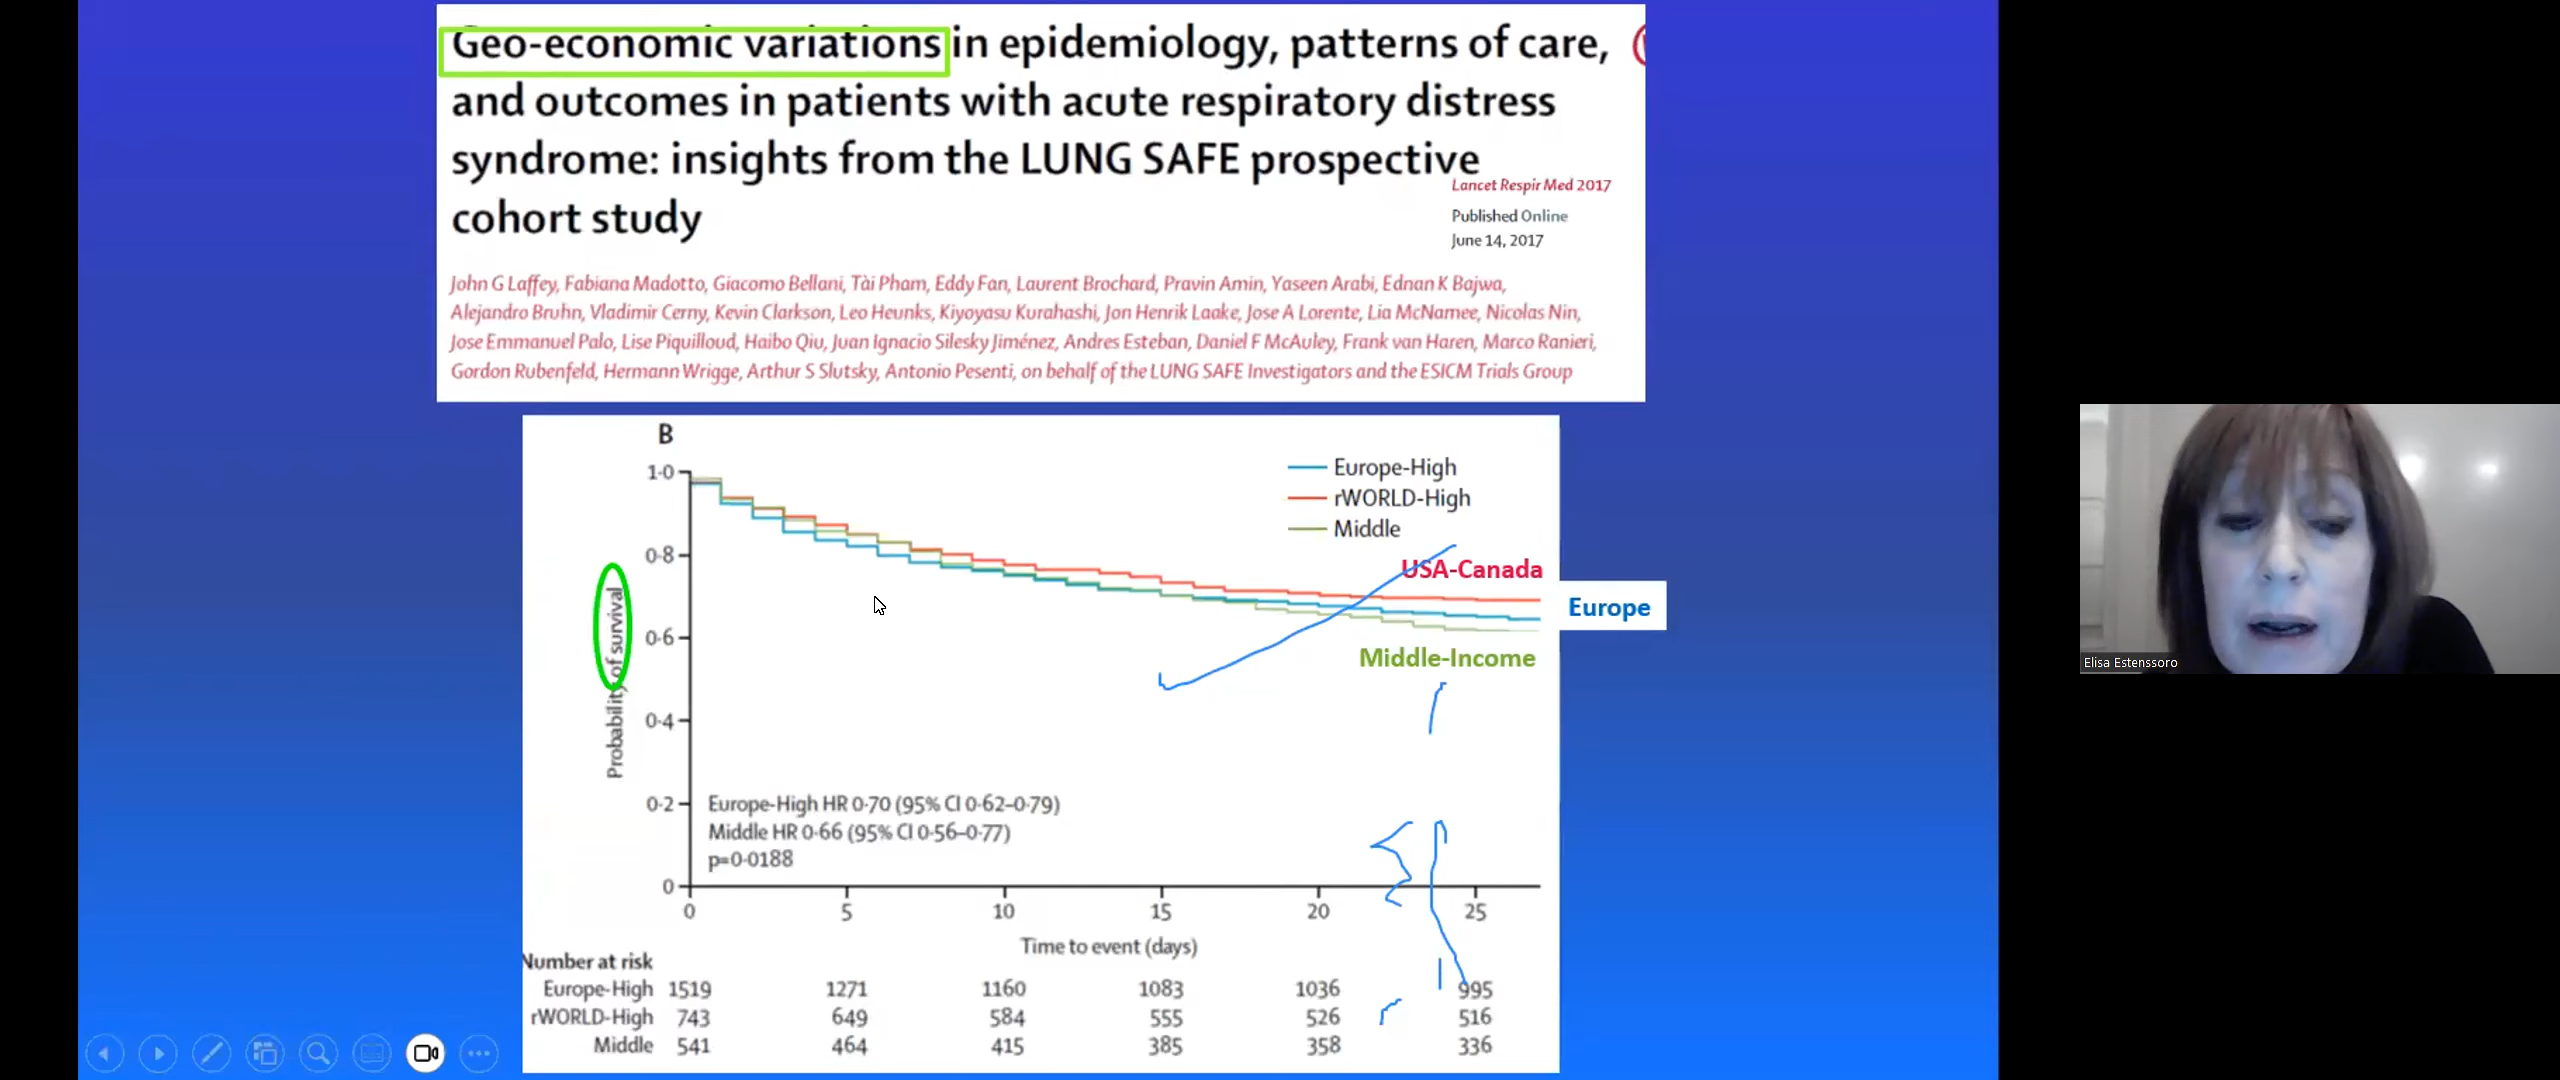 Geo-economic variations in epidemiology, patterns of care,
and outcomes in patients with acute respiratory distress
syndrome: insights from the LUNG SAFE prospective
cohort study
Lancet Respir Med 2017
Published Online
June 14, 2017
John G Laffey, Fabiana Madotto, Giacomo Bellani, Tài Pham, Eddy Fan, Laurent Brochard, Pravin Amin, Yaseen Arabi, Ednan K Bajwa,
Alejandro Bruhn, Vladimir Cerny, Kevin Clarkson, Leo Heunks, Kiyoyasu Kurahashi, Jon Henrik Laake, Jose A Lorente, Lia McNamee, Nicolas Nin,
Jose Emmanuel Palo, Lise Piquilloud, Haibo Qiu, Juan Ignacio Silesky Jiménez, Andres Esteban, Daniel F McAuley, Frank van Haren, Marco Ranieri,
Gordon Rubenfeld, Hermann Wrigge, Arthur S Slutsky, Antonio Pesenti, on behalf of the LUNG SAFE Investigators and the ESICM Trials Group
B
Europe-High
rWORLD-High
Middle
USA-Canada
Europe
Middle-Income
Probability of survival
1·0
0·8
0·6
0·4
0·2
0
Europe-High HR 0·70 (95% CI 0·62–0·79)
Middle HR 0·66 (95% CI 0·56–0·77)
p=0·0188
0 5 10 15 20 25
Time to event (days)
Number at risk
Europe-High 1519 1271 1160 1083 1036 995
rWORLD-High 743 649 584 555 526 516
Middle 541 464 415 385 358 336
Elisa Estenssoro